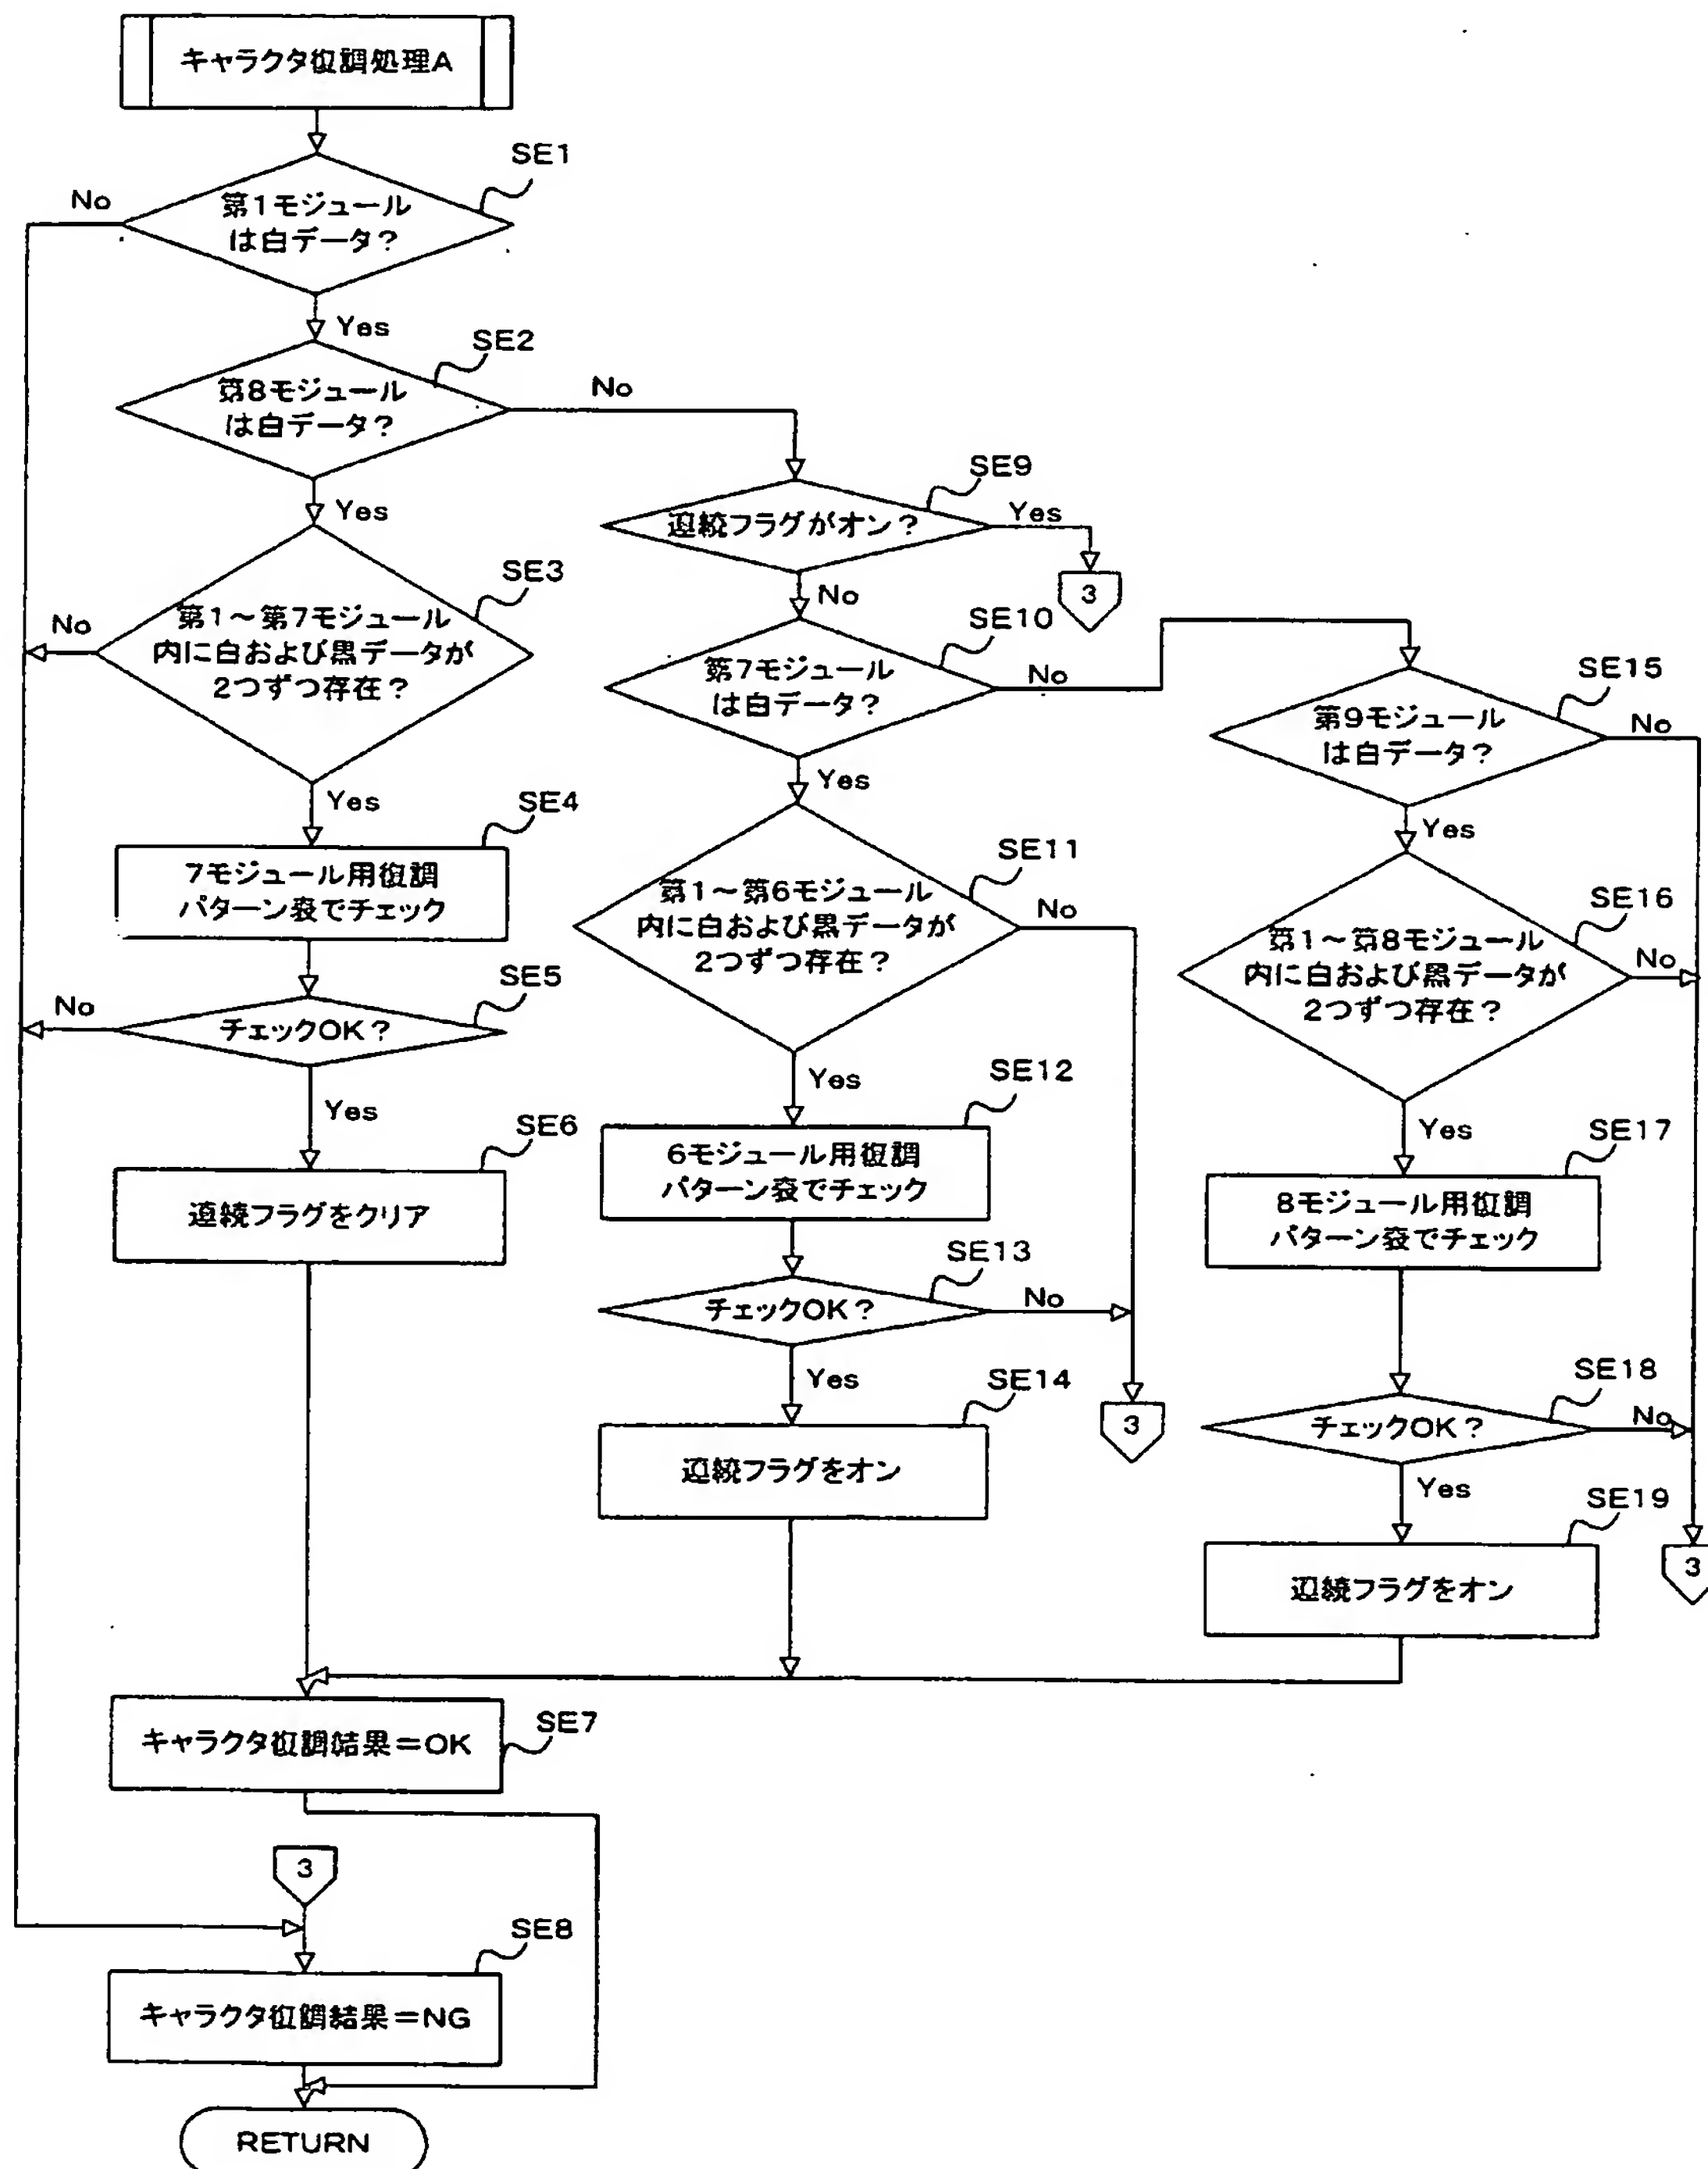 キャラクタ復調処理A
SE1
No
第1モジュール
は白データ?
Yes
SE2
第8モジュール
は白データ?
No
Yes
SE3
No
第1～第7モジュール
内に白および黒データが
2つずつ存在?
Yes
SE4
7モジュール用復調
パターン表でチェック
SE5
No
チェックOK?
Yes
SE6
連続フラグをクリア
SE9
連続フラグがオン?
Yes
3
No
SE10
第7モジュール
は白データ?
No
Yes
SE11
第1～第6モジュール
内に白および黒データが
2つずつ存在?
No
Yes
SE12
6モジュール用復調
パターン表でチェック
SE13
チェックOK?
No
Yes
SE14
3
連続フラグをオン
SE15
第9モジュール
は白データ?
No
Yes
SE16
第1～第8モジュール
内に白および黒データが
2つずつ存在?
No
Yes
SE17
8モジュール用復調
パターン表でチェック
SE18
チェックOK?
No
Yes
SE19
3
連続フラグをオン
SE7
キャラクタ復調結果=OK
3
SE8
キャラクタ復調結果=NG
RETURN